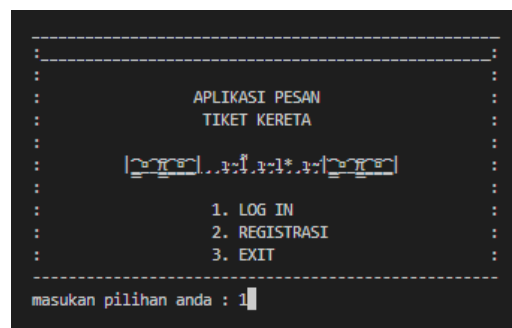 APLIKASI PESAN
TIKET KERETA
1. LOG IN
2. REGISTRASI
3. EXIT
masukan pilihan anda : 1